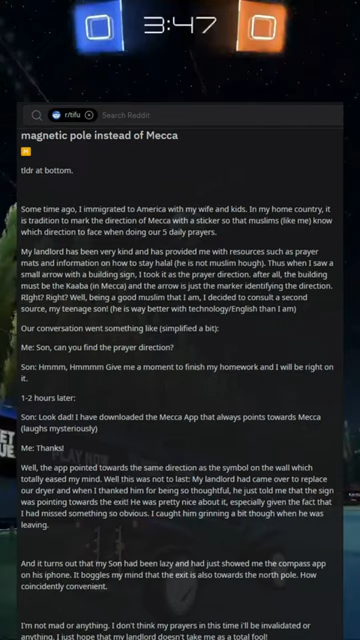 3:47
r/tifu
Search Reddit
magnetic pole instead of Mecca
M
tldr at bottom.
Some time ago, I immigrated to America with my wife and kids. In my home country, it
is tradition to mark the direction of Mecca with a sticker so that muslims (like me) know
which direction to face when doing our 5 daily prayers.
My landlord has been very kind and has provided me with resources such as prayer
mats and information on how to stay halal (he is not muslim hough). Thus when I saw a
small arrow with a building sign, I took it as the prayer direction. after all, the building
must be the Kaaba (in Mecca) and the arrow is just the marker identifying the direction.
RIght? Right? Well, being a good muslim that I am, I decided to consult a second
source, my teenage son! (he is way better with technology/English than I am)
Our conversation went something like (simplified a bit):
Me: Son, can you find the prayer direction?
Son: Hmmm, Hmmmm Give me a moment to finish my homework and I will be right on
it.
1-2 hours later:
Son: Look dad! I have downloaded the Mecca App that always points towards Mecca
(laughs mysteriously)
Me: Thanks!
Well, the app pointed towards the same direction as the symbol on the wall which
totally eased my mind. Well this was not to last: My landlord had came over to replace
our dryer and when I thanked him for being so thoughtful, he just told me that the sign
was pointing towards the exit! He was pretty nice about it, especially given the fact that
I had missed something so obvious. I caught him grinning a bit though when he was
leaving.
And it turns out that my Son had been lazy and had just showed me the compass app
on his iphone. It boggles my mind that the exit is also towards the north pole. How
coincidently convenient.
I'm not mad or anything. I don't think my prayers in this time i'll be invalidated or
anything. I just hope that my landlord doesn't take me as a total fool!